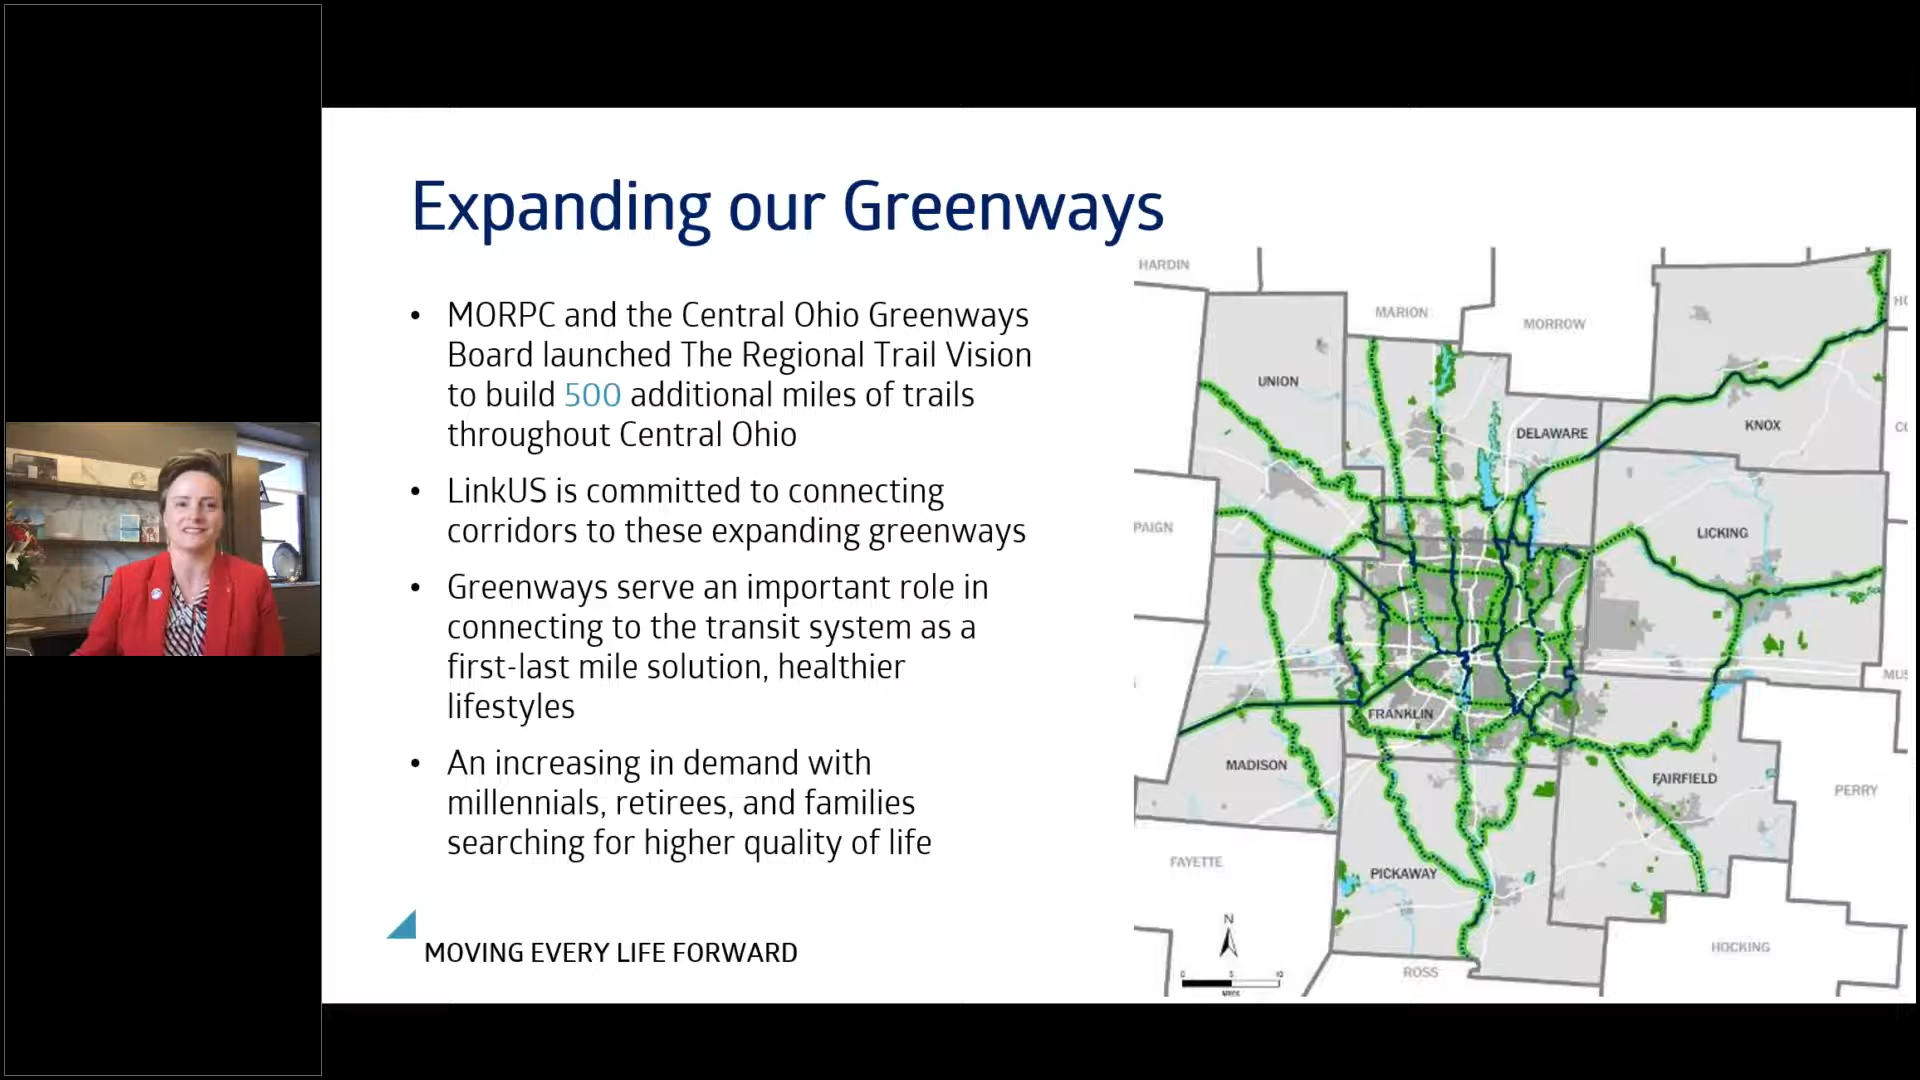 Expanding our Greenways
• MORPC and the Central Ohio Greenways
Board launched The Regional Trail Vision
to build 500 additional miles of trails
throughout Central Ohio
• LinkUS is committed to connecting
corridors to these expanding greenways
• Greenways serve an important role in
connecting to the transit system as a
first-last mile solution, healthier
lifestyles
• An increasing in demand with
millennials, retirees, and families
searching for higher quality of life
MOVING EVERY LIFE FORWARD
HARDIN
MARION
MORROW
UNION
DELAWARE
KNOX
PAIGN
LICKING
FRANKLIN
MADISON
FAIRFIELD
PERRY
FAYETTE
PICKAWAY
HOCKING
ROSS
N